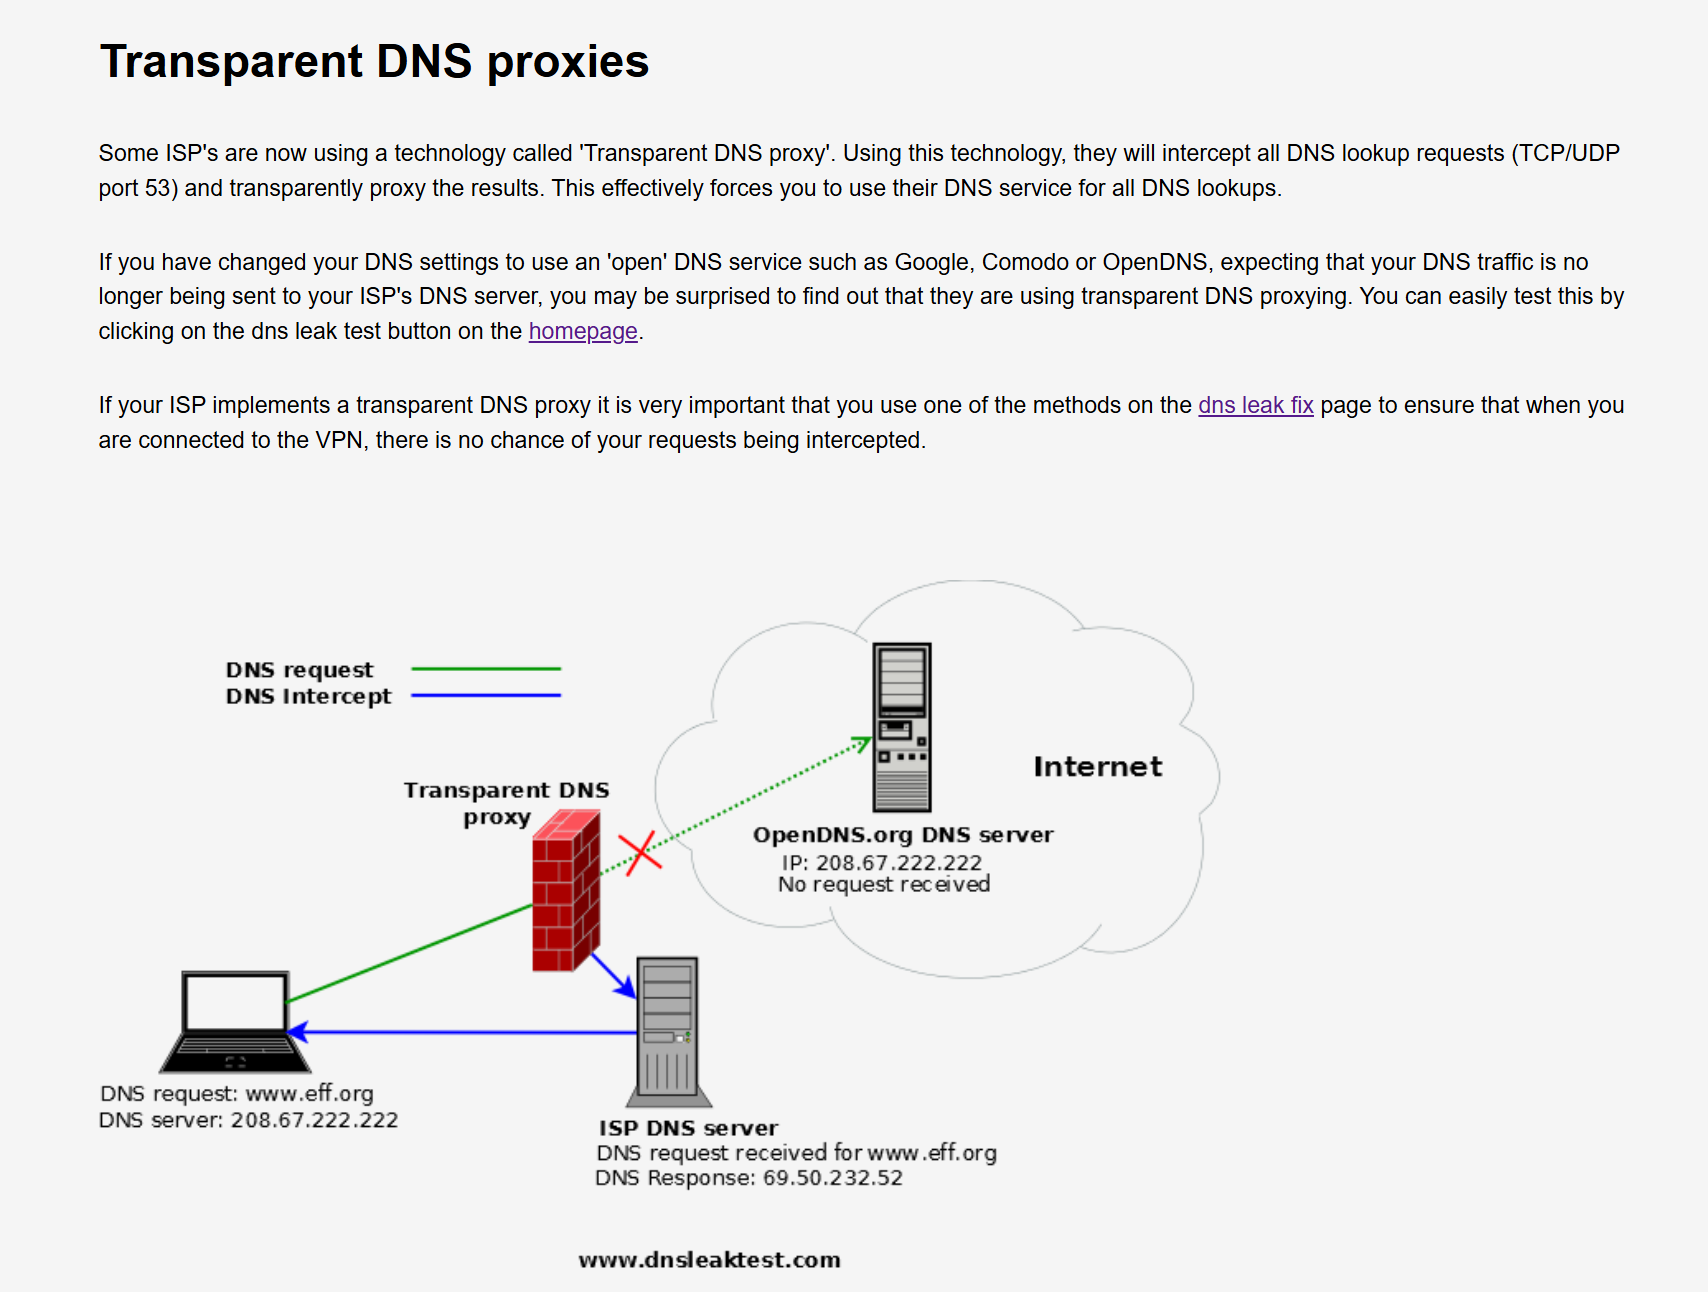 Transparent DNS proxies
Some ISP's are now using a technology called 'Transparent DNS proxy'. Using this technology, they will intercept all DNS lookup requests (TCP/UDP
port 53) and transparently proxy the results. This effectively forces you to use their DNS service for all DNS lookups.
If you have changed your DNS settings to use an 'open' DNS service such as Google, Comodo or OpenDNS, expecting that your DNS traffic is no
longer being sent to your ISP's DNS server, you may be surprised to find out that they are using transparent DNS proxying. You can easily test this by
clicking on the dns leak test button on the homepage.
If your ISP implements a transparent DNS proxy it is very important that you use one of the methods on the dns leak fix page to ensure that when you
are connected to the VPN, there is no chance of your requests being intercepted.
DNS request
DNS Intercept
Transparent DNS
proxy
Internet
OpenDNS.org DNS server
IP: 208.67.222.222
No request received
DNS request: www.eff.org
DNS server: 208.67.222.222
ISP DNS server
DNS request received for www.eff.org
DNS Response: 69.50.232.52
www.dnsleaktest.com